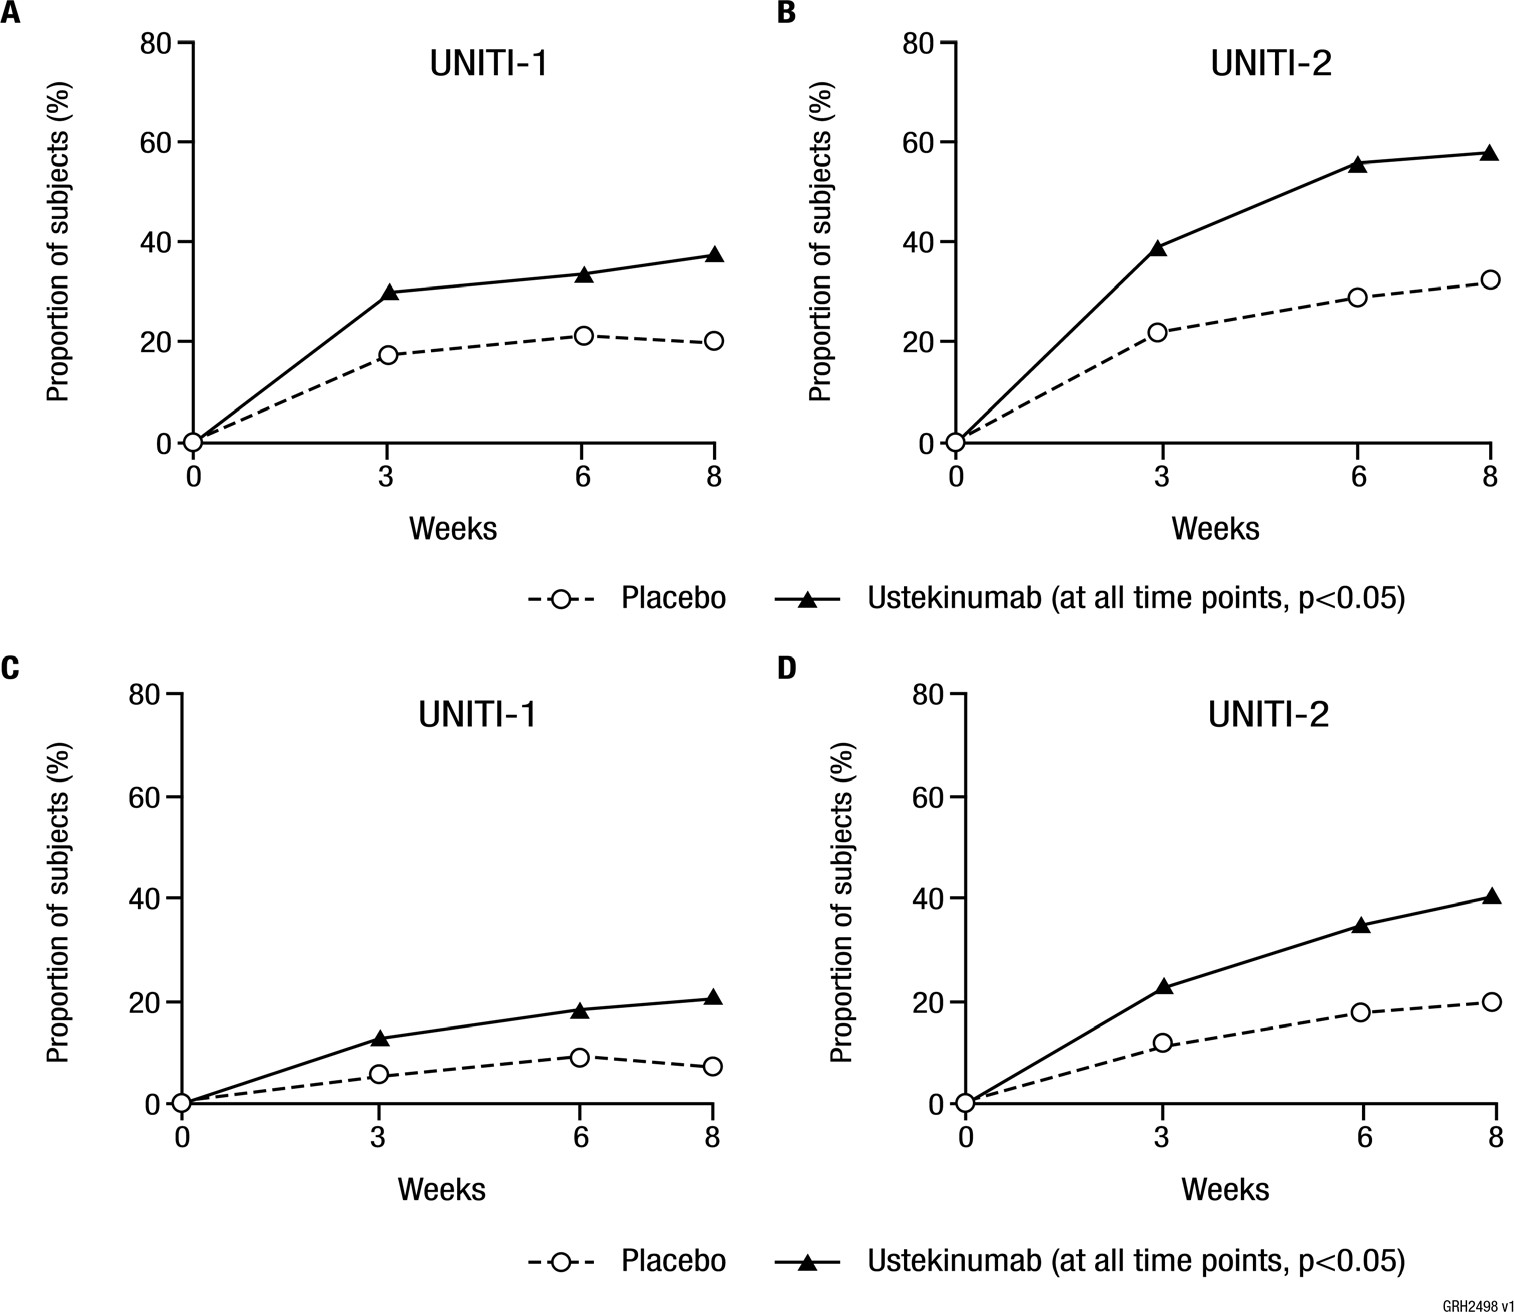 A
UNITI-1
80
60
40
20
0
Proportion of subjects (%)
0 3 6 8
Weeks
B
UNITI-2
80
60
40
20
0
Proportion of subjects (%)
0 3 6 8
Weeks
Placebo Ustekinumab (at all time points, p<0.05)
C
UNITI-1
80
60
40
20
0
Proportion of subjects (%)
0 3 6 8
Weeks
D
UNITI-2
80
60
40
20
0
Proportion of subjects (%)
0 3 6 8
Weeks
Placebo Ustekinumab (at all time points, p<0.05)
GRH2498 v1